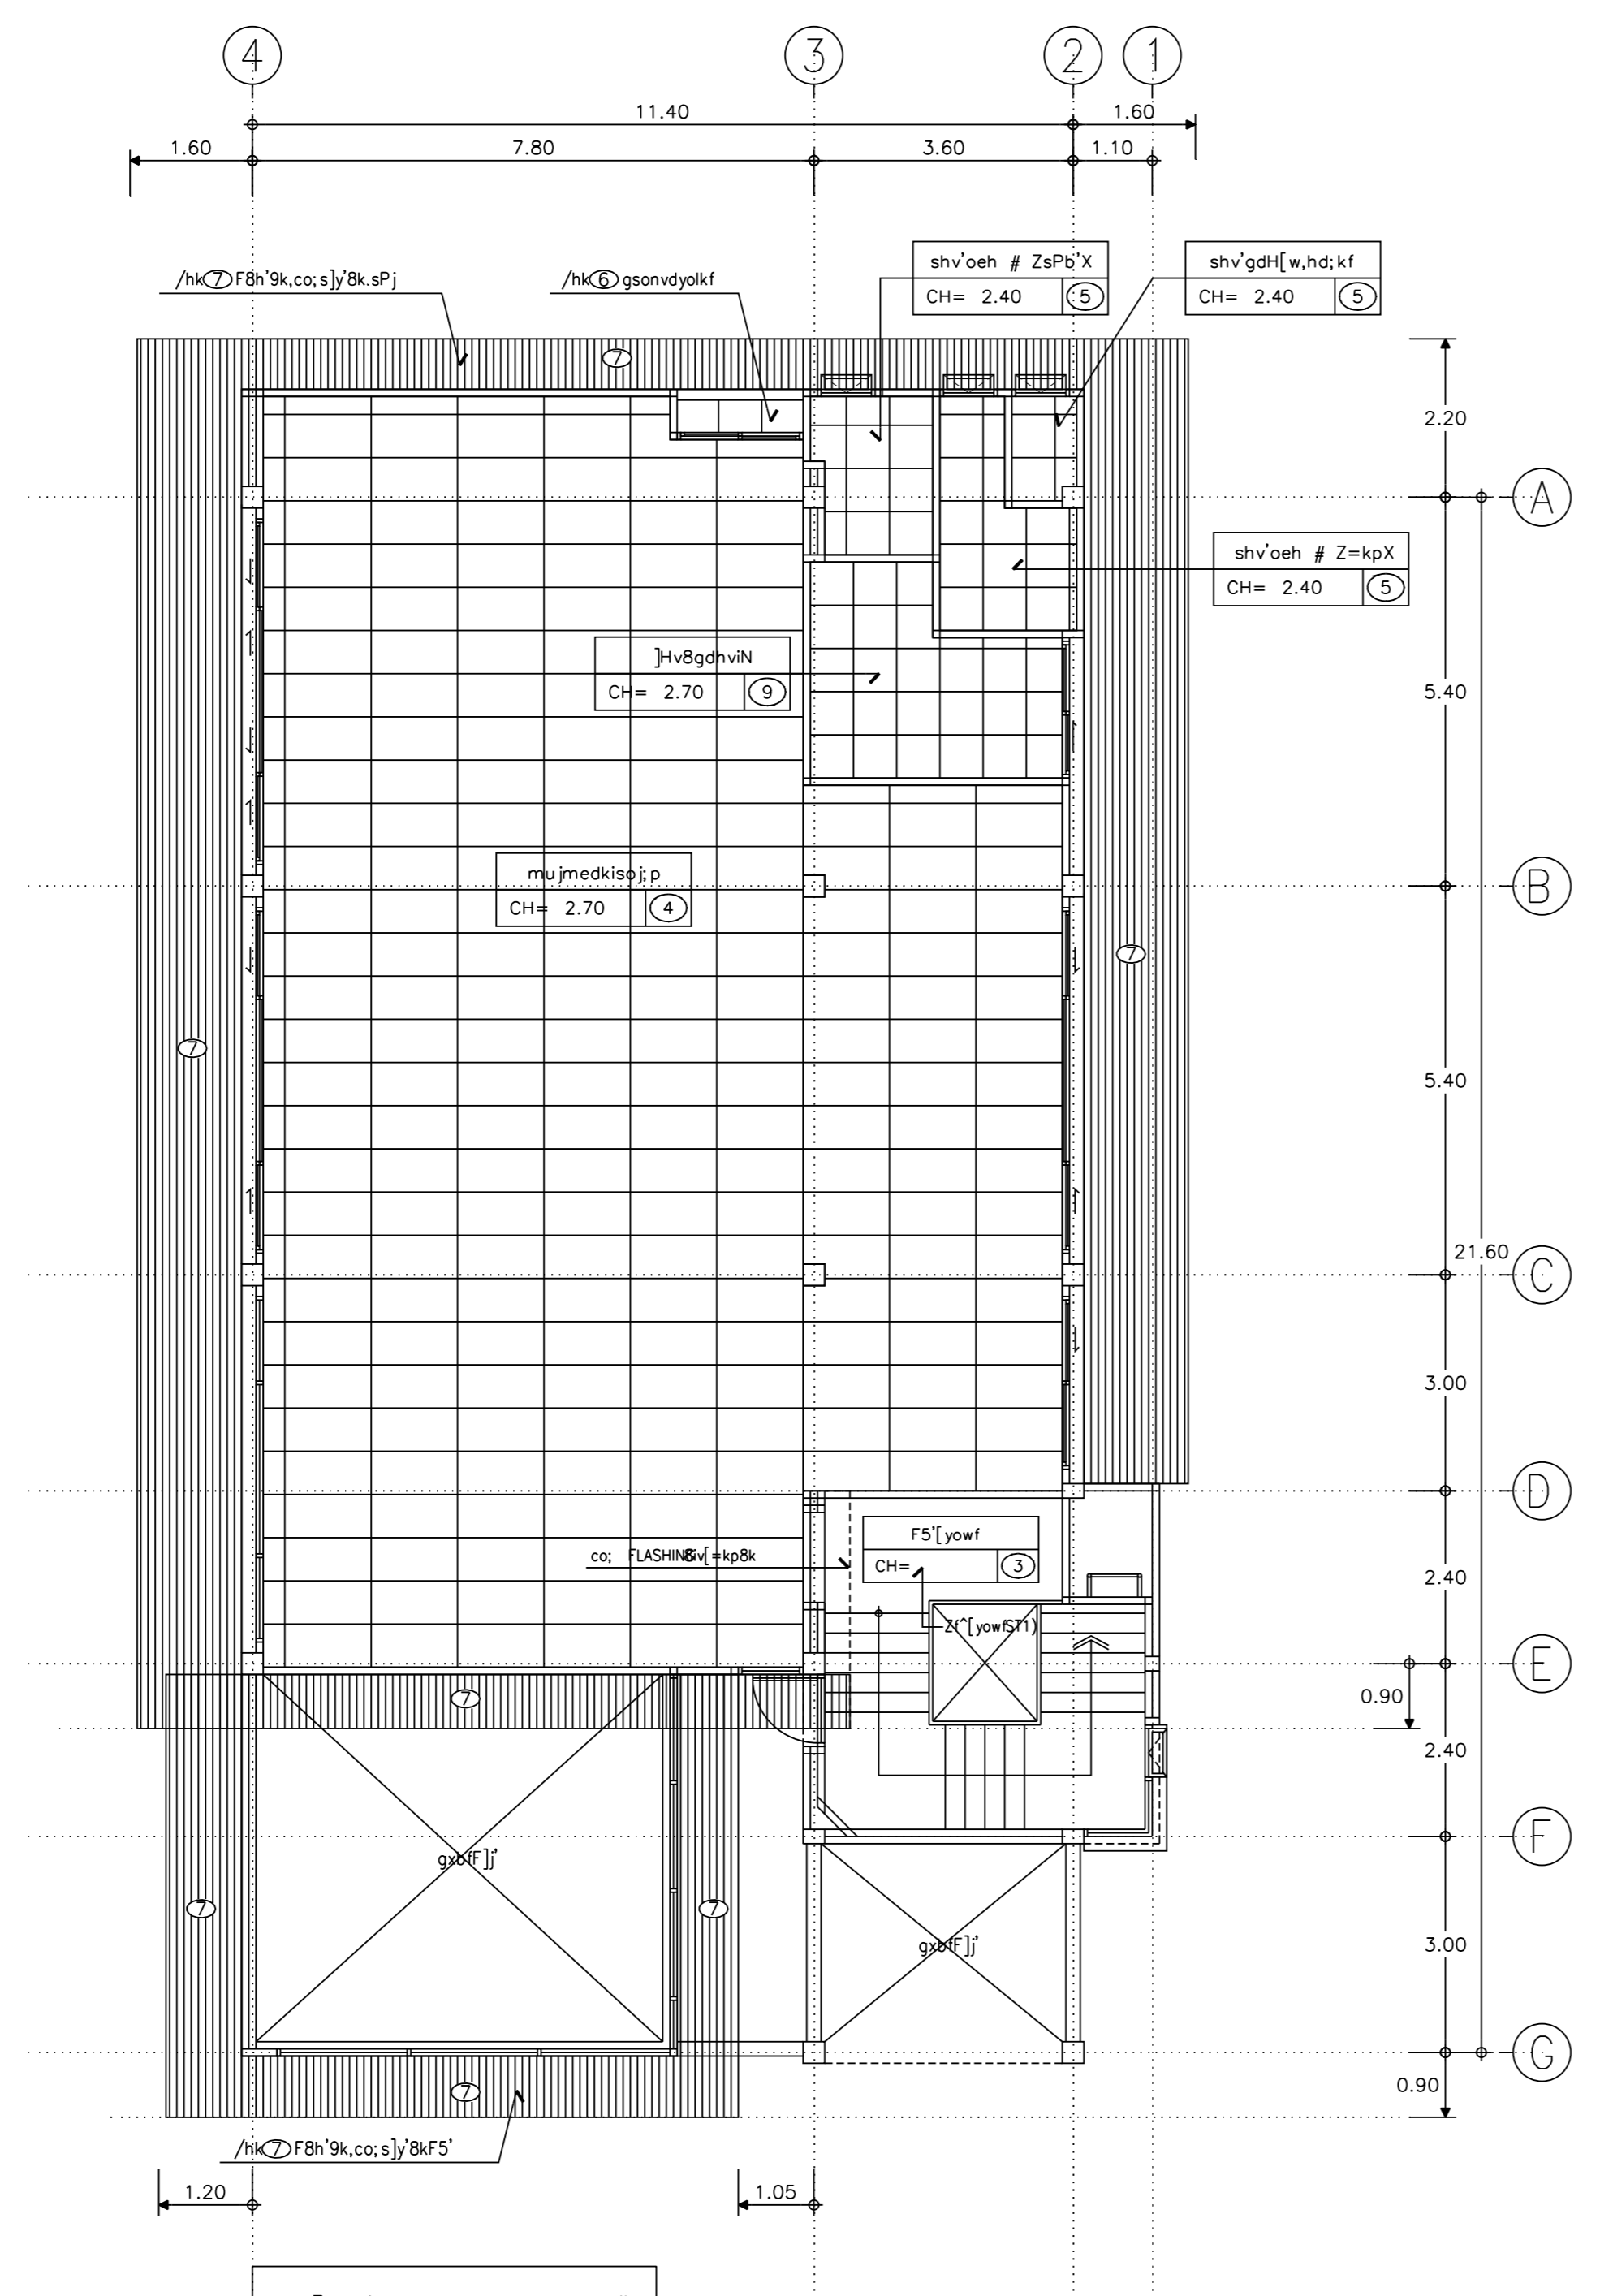 4 3 2 1
11.40 1.60
1.60 7.80 3.60 1.10
shv'oeh # ZsPb'X
CH= 2.40 5
shv'gdH[w,hd;kf
CH= 2.40 5
/hk 7 F8h'9k,co;s]y'8k.sPj
/hk 6 gsonvdyolkf
7
2.20
A
shv'oeh # Z=kpX
CH= 2.40 5
]Hv8gdhviN
CH= 2.70 9
5.40
mujmedkisoj;p
CH= 2.70 4
B
7
7
5.40
21.60
C
3.00
D
F5'[yowf
CH= 3
co; FLASHING
2.40
Zf^[yowfST1)
E
7
0.90
2.40
F
gxbfF]j'
7
7
gxbfF]j'
3.00
G
7
0.90
/hk 7 F8h'9k,co;s]y'8kF5'
1.20 1.05